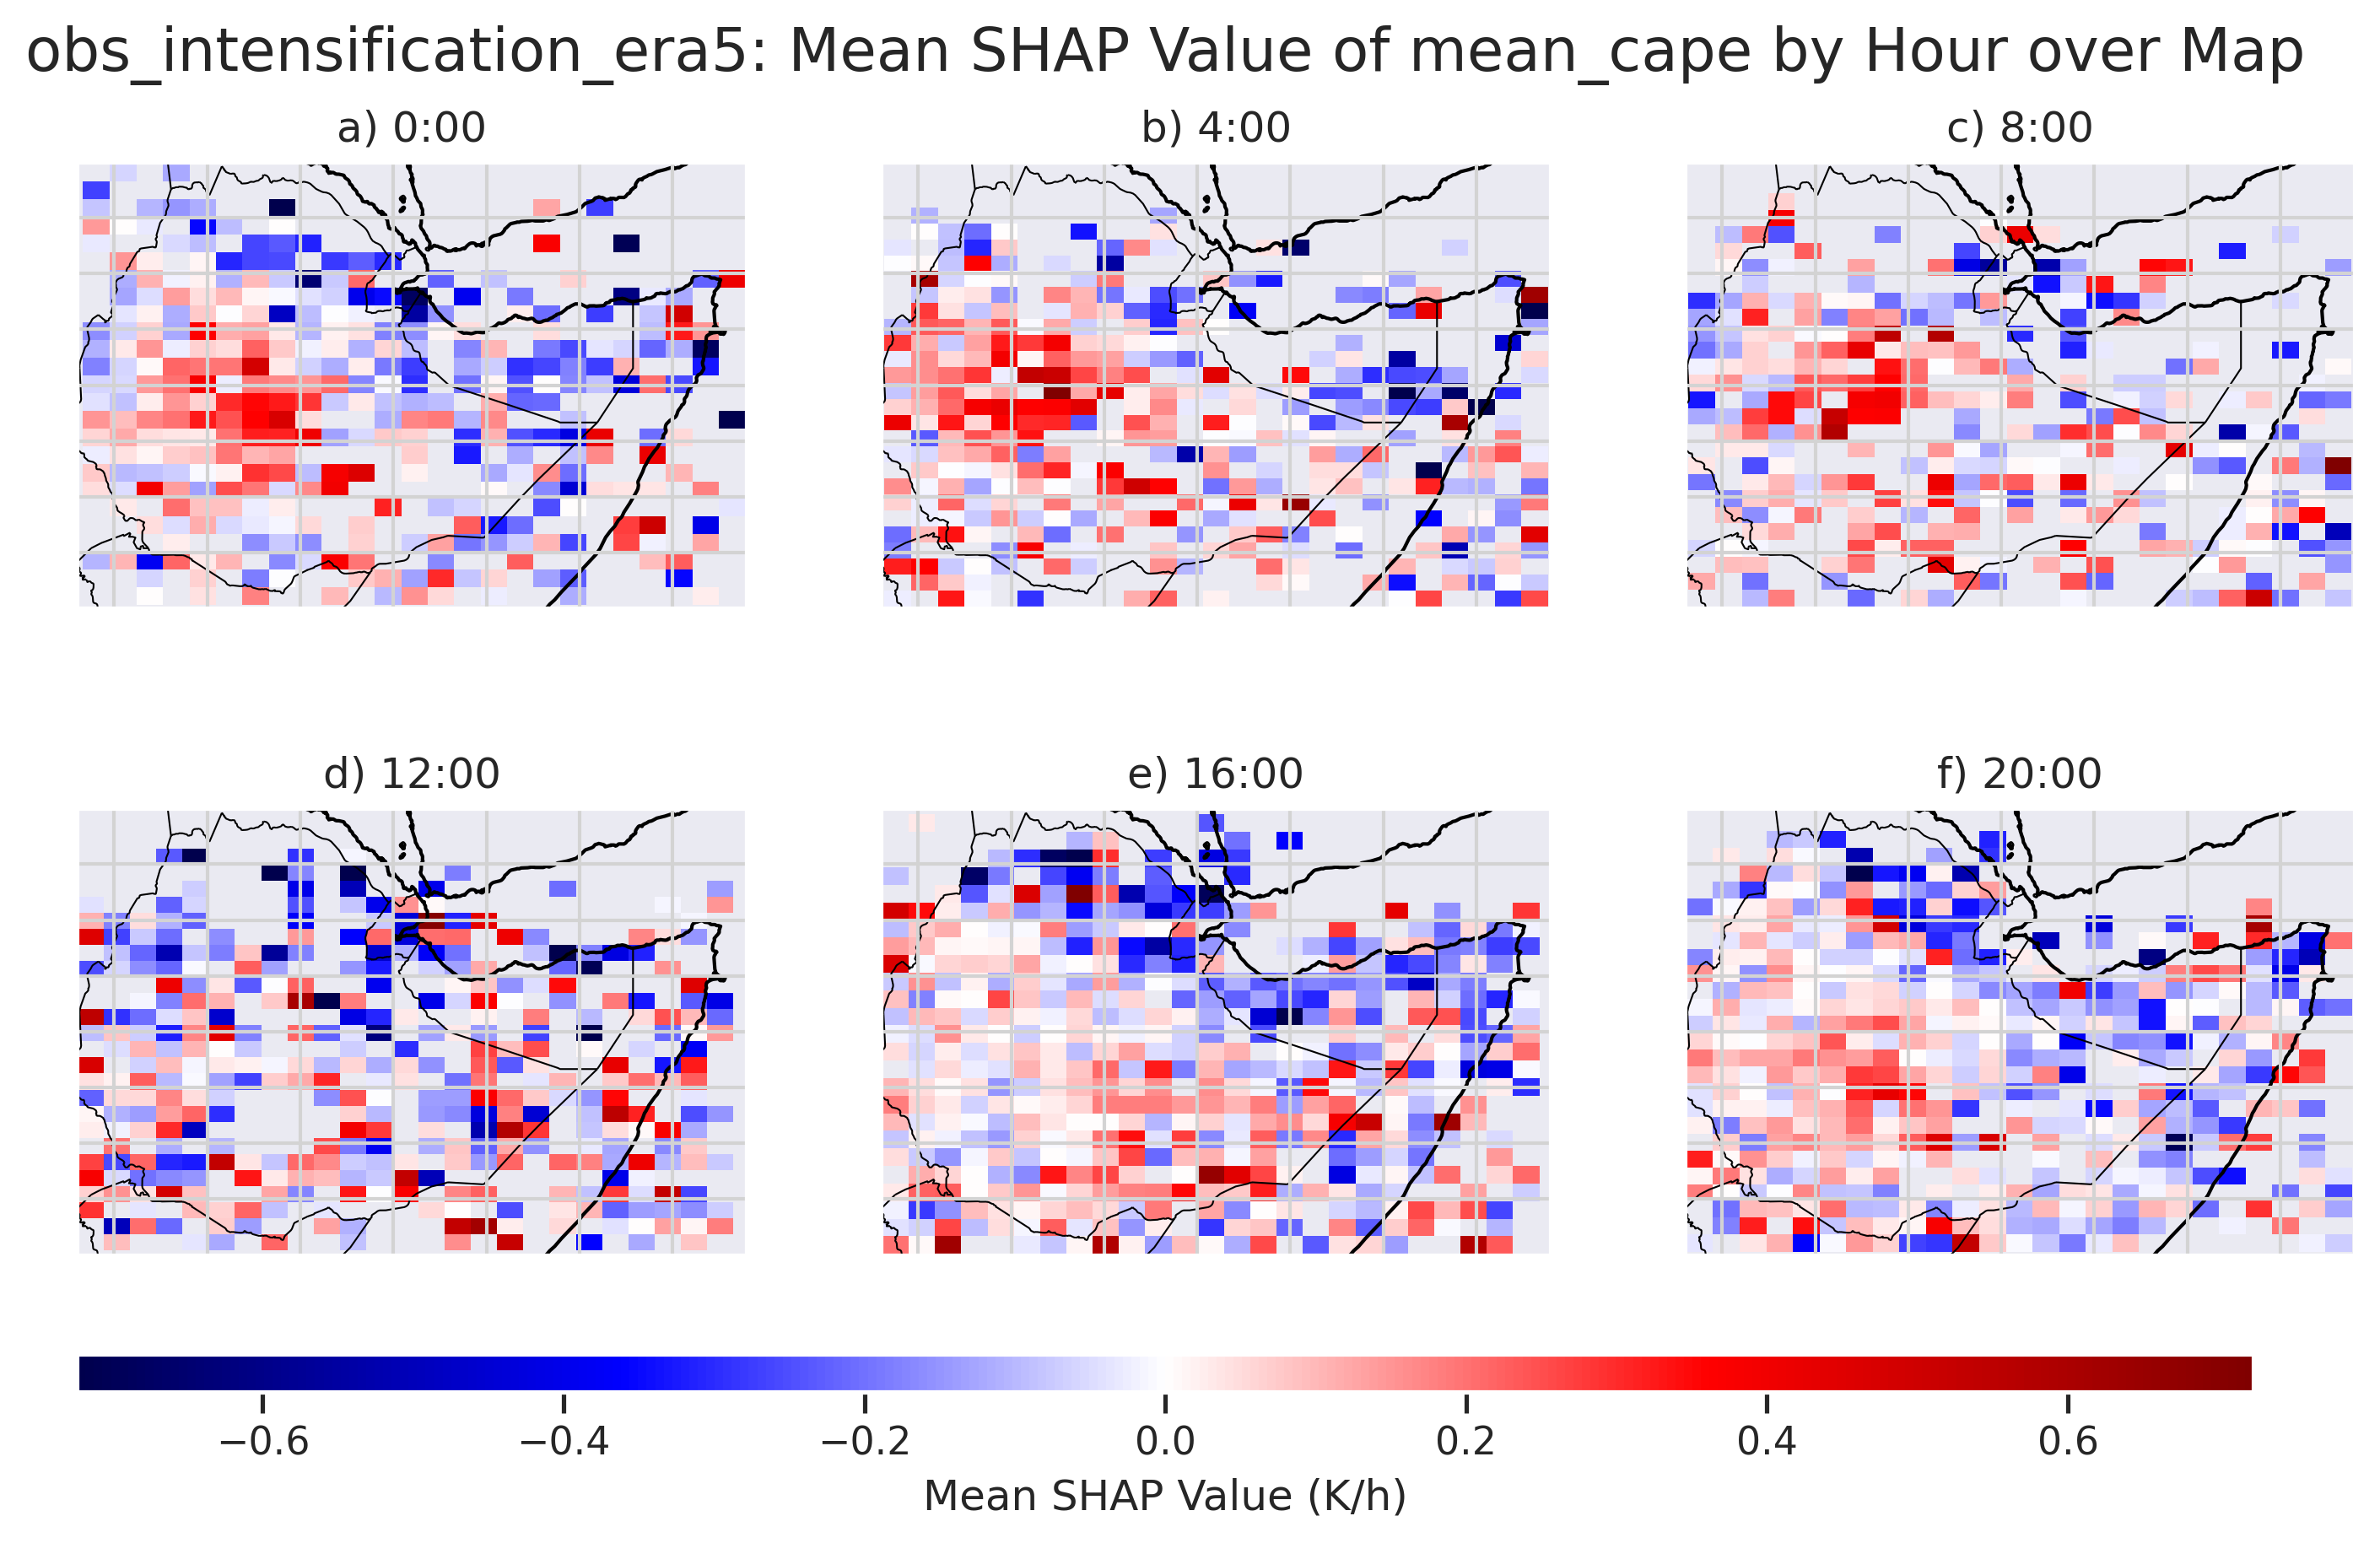 obs_intensification_era5: Mean SHAP Value of mean_cape by Hour over Map
a) 0:00
b) 4:00
c) 8:00
d) 12:00
e) 16:00
f) 20:00
−0.6
−0.4
−0.2
0.0
0.2
0.4
0.6
Mean SHAP Value (K/h)